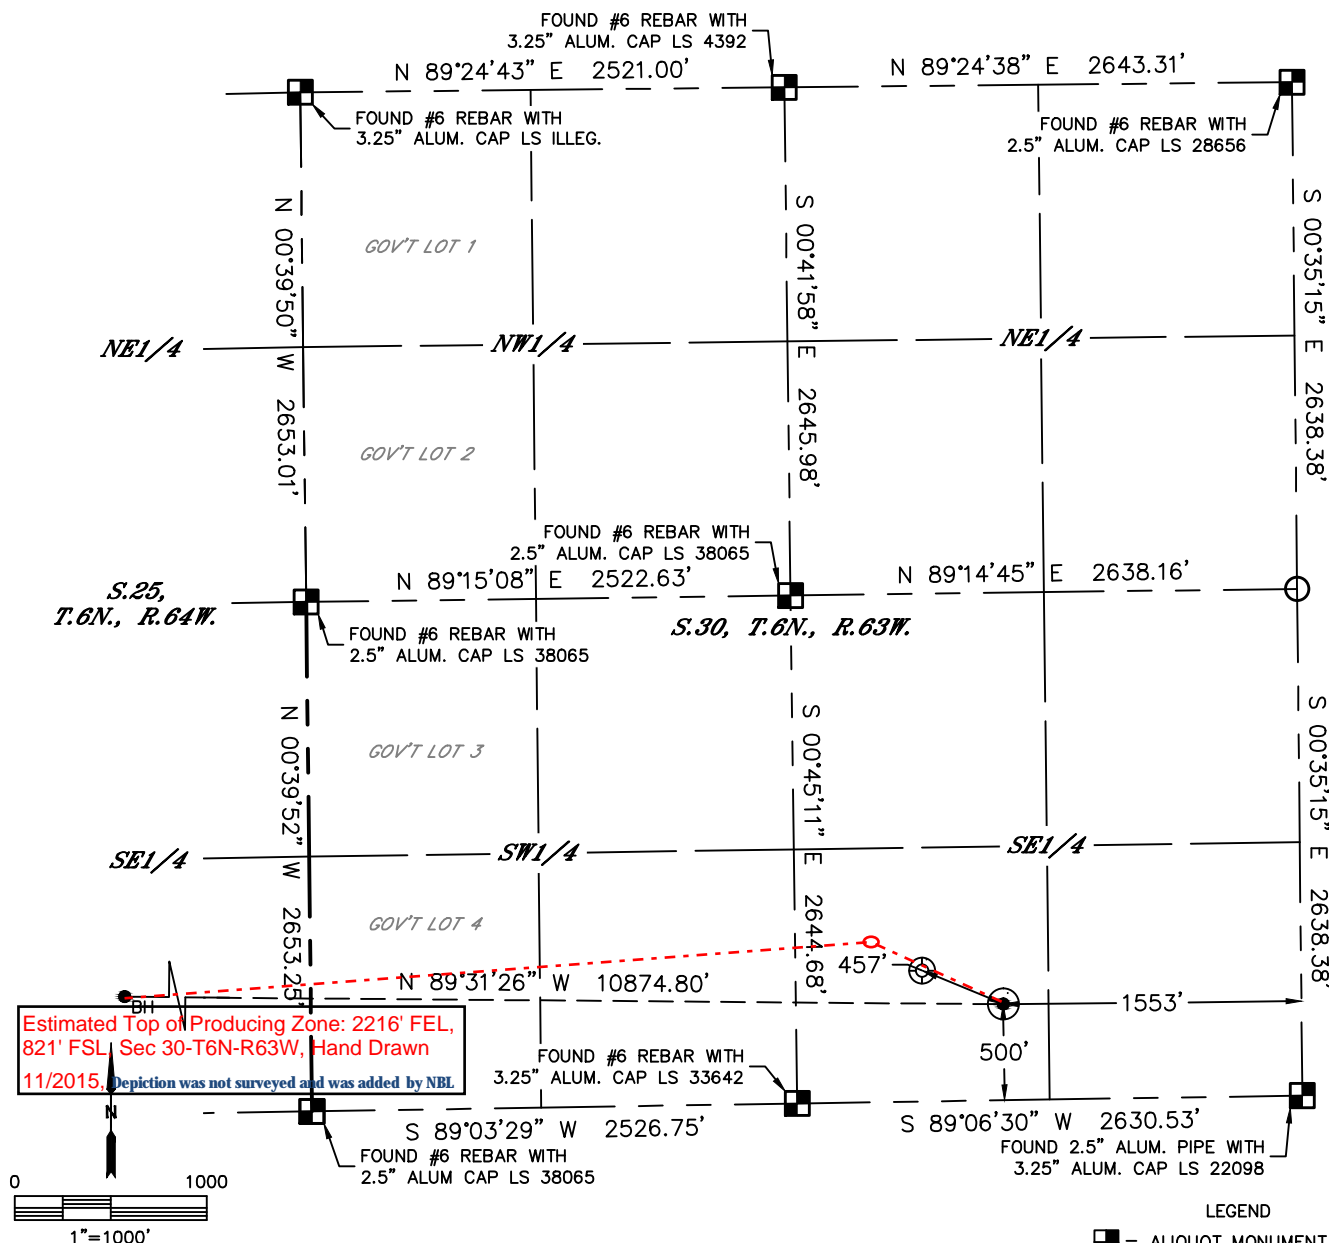 FOUND #6 REBAR WITH
3.25" ALUM. CAP LS 4392
N 89°24'43" E 2521.00'
N 89°24'38" E 2643.31'
FOUND #6 REBAR WITH
3.25" ALUM. CAP LS ILLEG.
FOUND #6 REBAR WITH
2.5" ALUM. CAP LS 28656
N 00°39'50" W 2653.01'
GOV'T LOT 1
S 00°41'58" E 2645.98'
S 00°35'15" E 2638.38'
NE1/4
NW1/4
NE1/4
GOV'T LOT 2
FOUND #6 REBAR WITH
2.5" ALUM. CAP LS 38065
N 89°15'08" E 2522.63'
N 89°14'45" E 2638.16'
S.25,
T.6N., R.64W.
S.30, T.6N., R.63W.
FOUND #6 REBAR WITH
2.5" ALUM. CAP LS 38065
N 00°39'52" W 2653.25'
GOV'T LOT 3
S 00°45'11" E 2644.68'
S 00°35'15" E 2638.38'
SE1/4
SW1/4
SE1/4
GOV'T LOT 4
457'
N 89°31'26" W 10874.80'
1553'
BH
Estimated Top of Producing Zone: 2216' FEL,
821' FSL, Sec 30-T6N-R63W, Hand Drawn
11/2015, Depiction was not surveyed and was added by NBL
500'
FOUND #6 REBAR WITH
3.25" ALUM. CAP LS 33642
N
S 89°03'29" W 2526.75'
S 89°06'30" W 2630.53'
FOUND #6 REBAR WITH
2.5" ALUM CAP LS 38065
FOUND 2.5" ALUM. PIPE WITH
3.25" ALUM. CAP LS 22098
0 1000
1"=1000'
LEGEND
= ALIQUOT MONUMENT